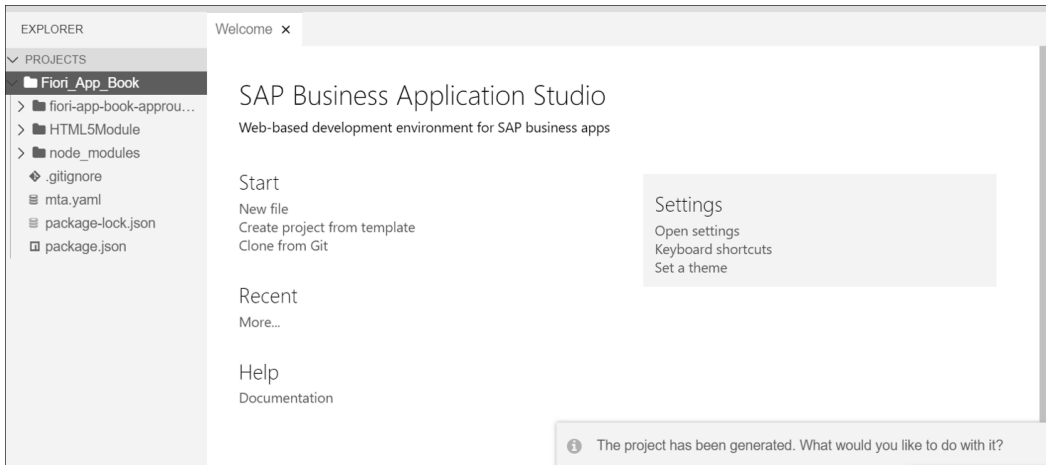 EXPLORER
PROJECTS
Fiori_App_Book
fiori-app-book-approu...
HTML5Module
node_modules
.gitignore
mta.yaml
package-lock.json
package.json
Welcome ×
SAP Business Application Studio
Web-based development environment for SAP business apps
Start
New file
Create project from template
Clone from Git
Recent
More...
Help
Documentation
Settings
Open settings
Keyboard shortcuts
Set a theme
The project has been generated. What would you like to do with it?